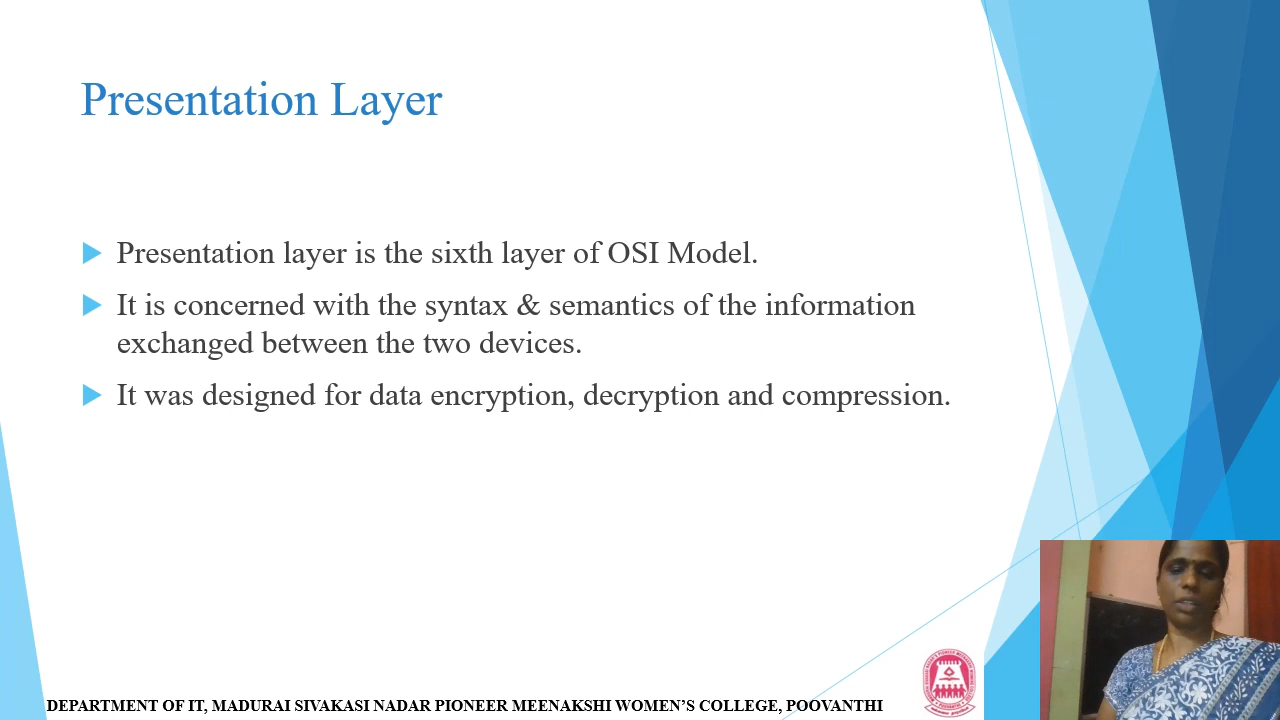 Presentation Layer
Presentation layer is the sixth layer of OSI Model.
It is concerned with the syntax & semantics of the information
exchanged between the two devices.
It was designed for data encryption, decryption and compression.
DEPARTMENT OF IT, MADURAI SIVAKASI NADAR PIONEER MEENAKSHI WOMEN’S COLLEGE, POOVANTHI